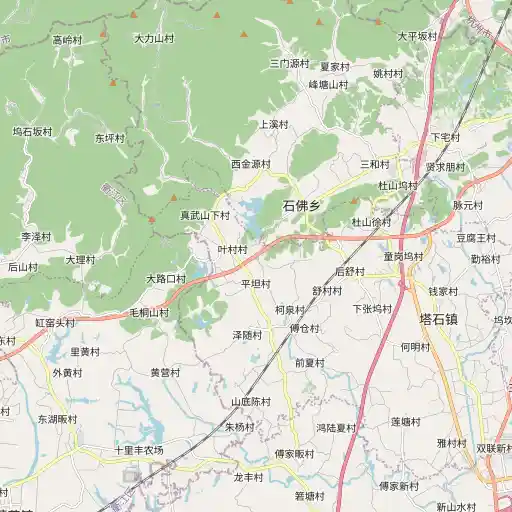 高岭村
大力山村
大平坂村
杭州市
三门源村
夏家村
姚村村
峰塘山村
坞石坂村
东坪村
上溪村
下宅村
西金源村
三和村
贤求朋村
杜山坞村
石佛乡
脉元村
真武山下村
杜山徐村
李泽村
豆腐王村
叶村村
童岗坞村
勤裕村
后山村
大理村
大路口村
后舒村
平坦村
舒村村
钱家村
毛桐山村
柯泉村
下张坞村
缸窑头村
傅仓村
塔石镇
泽随村
东村
里黄村
何明村
前夏村
外黄村
黄营村
山底陈村
东湖畈村
朱杨村
鸿陆夏村
莲塘村
十里丰农场
傅家畈村
雅村村
双联新村
龙丰村
箬塘村
傅家新村
新山水村